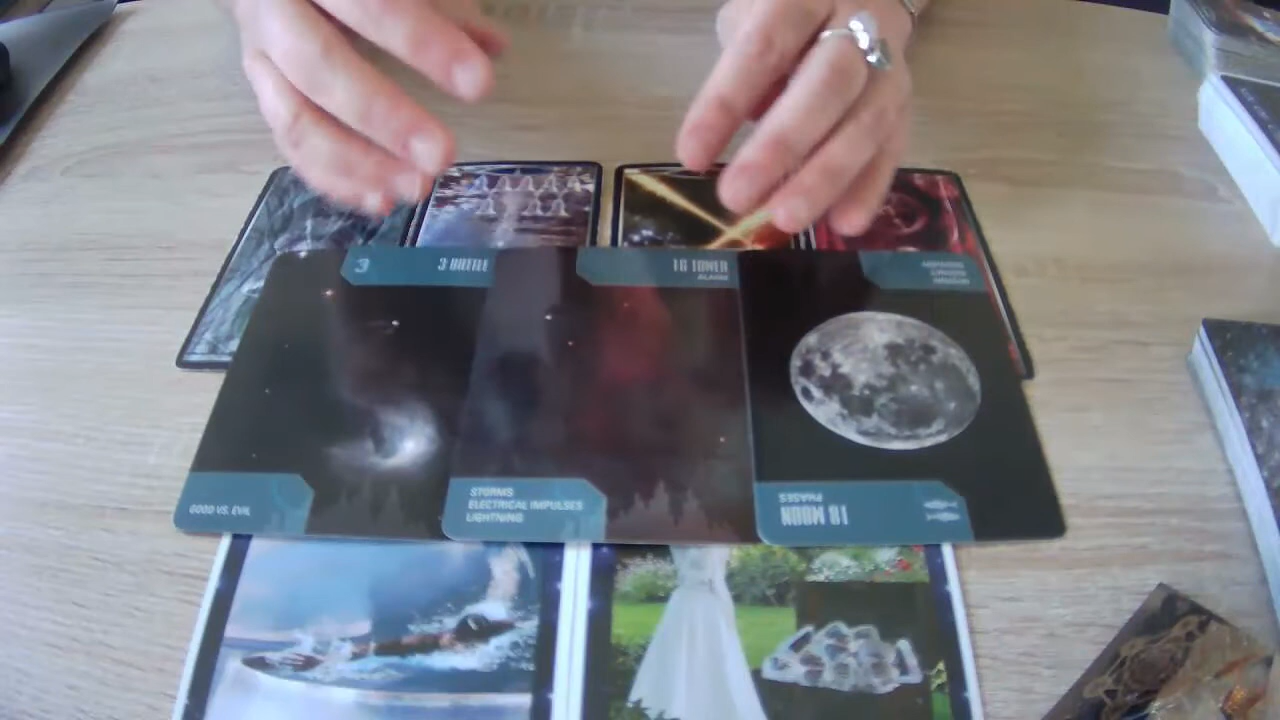 3
3 BATTLE
16 TOWER
GOOD VS. EVIL
STORMS
ELECTRICAL IMPULSES
LIGHTNING
18 MOON
PHASES